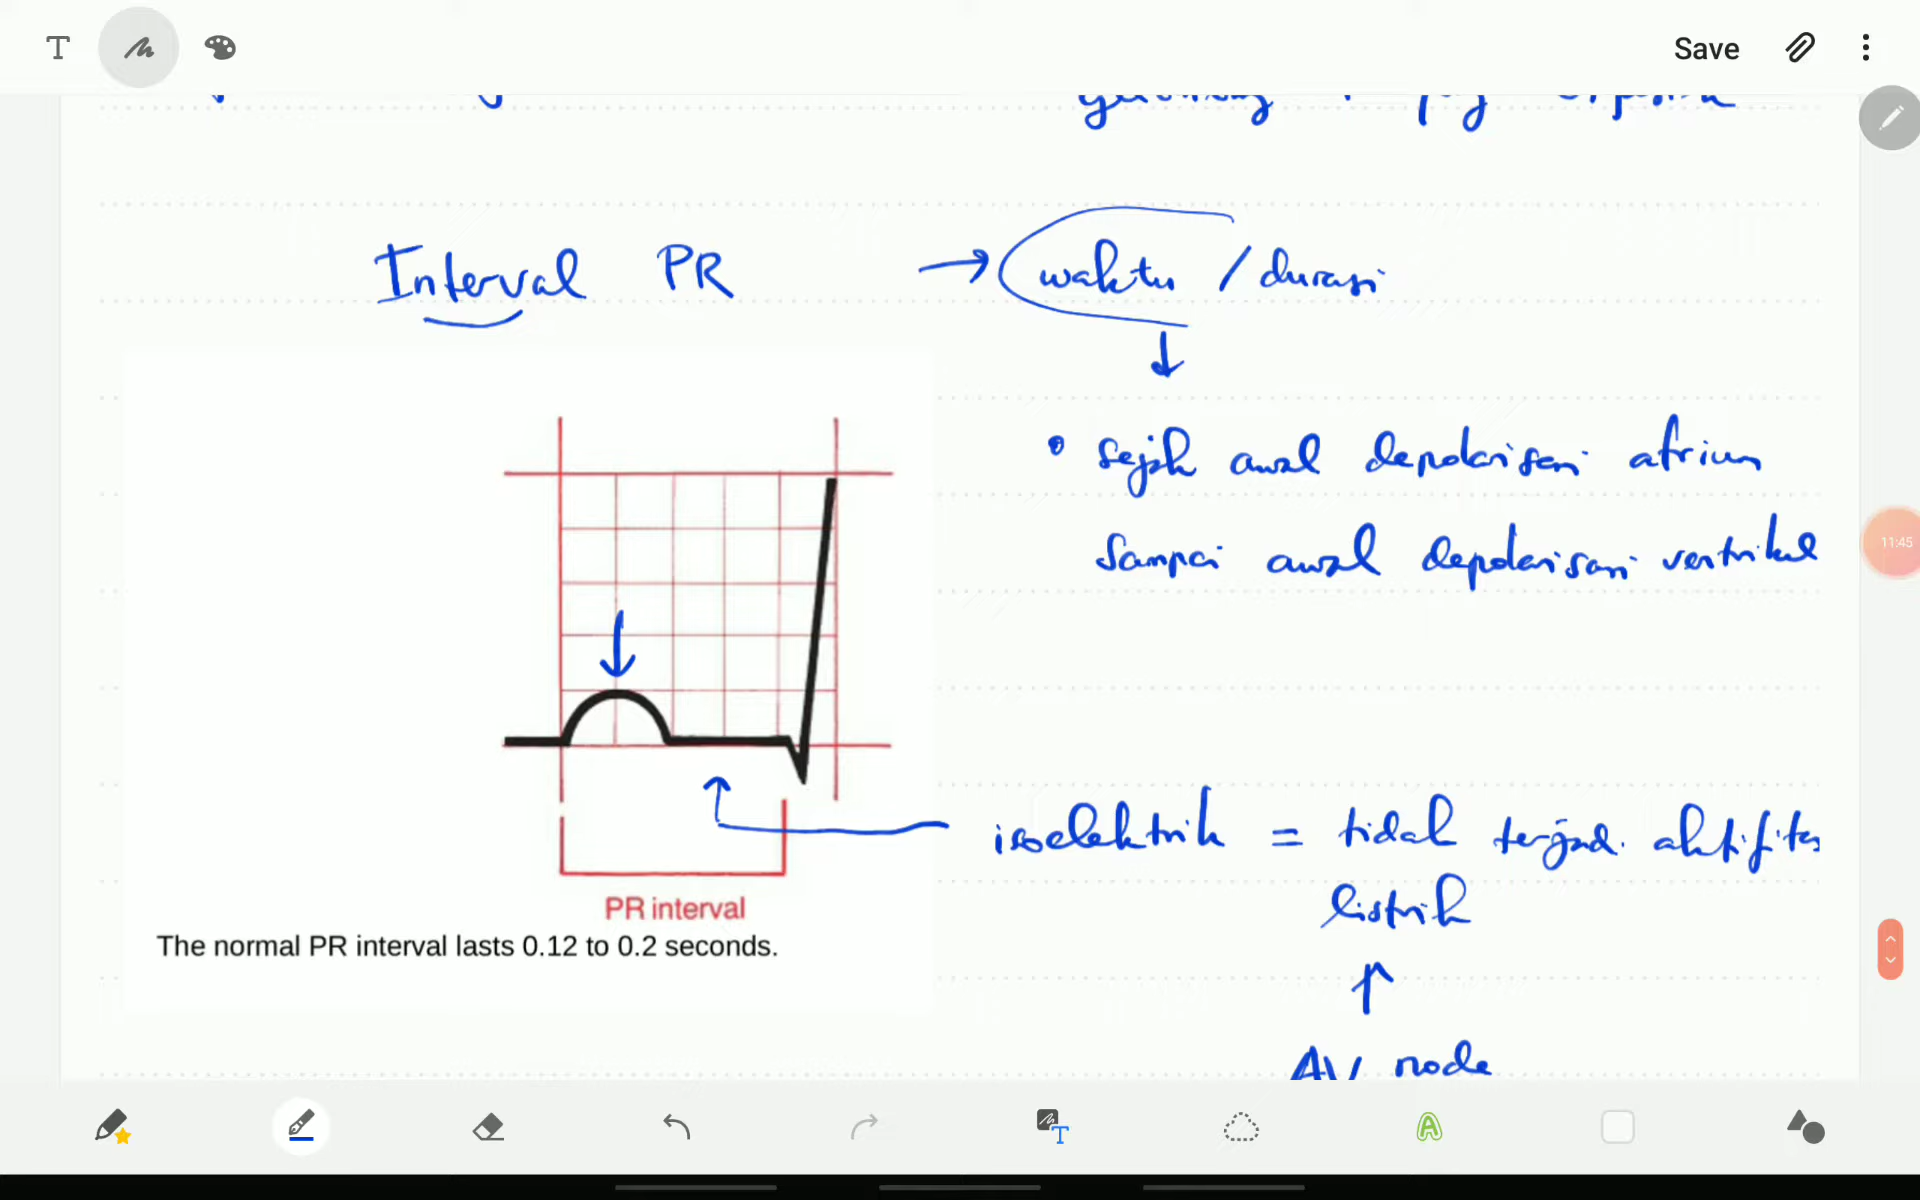 T
Save
Interval PR → waktu / durasi
• sejak awal depolarisasi atrium
sampai awal depolarisasi ventrikel
11:45
isoelektrik = tidak terjadi aktifitas
listrik
AV node
PR interval
The normal PR interval lasts 0.12 to 0.2 seconds.
T
A